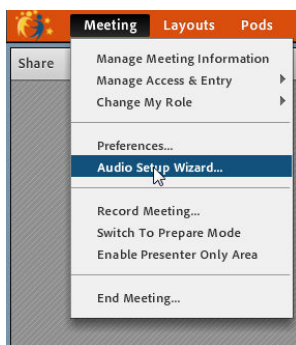 Meeting Layouts Pods
Share
Manage Meeting Information
Manage Access & Entry
Change My Role
Preferences...
Audio Setup Wizard...
Record Meeting...
Switch To Prepare Mode
Enable Presenter Only Area
End Meeting...